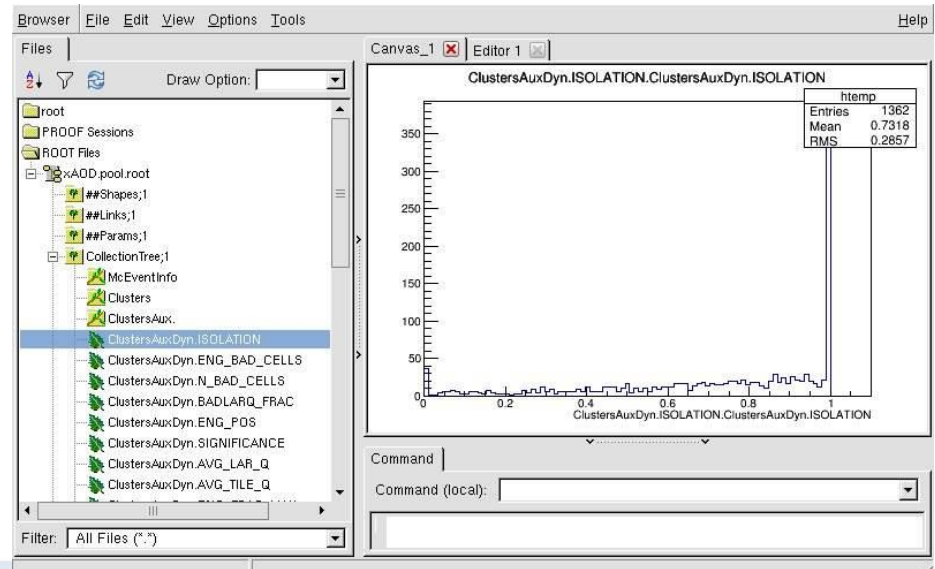 Browser File Edit View Options Tools Help
Files
Draw Option:
root
PROOF Sessions
ROOT Files
xAOD.pool.root
##Shapes;1
##Links;1
##Params;1
CollectionTree;1
McEventInfo
Clusters
ClustersAux.
ClustersAuxDyn.ISOLATION
ClustersAuxDyn.ENG_BAD_CELLS
ClustersAuxDyn.N_BAD_CELLS
ClustersAuxDyn.BADLARQ_FRAC
ClustersAuxDyn.ENG_POS
ClustersAuxDyn.SIGNIFICANCE
ClustersAuxDyn.AVG_LAR_Q
ClustersAuxDyn.AVG_TILE_Q
Filter: All Files (*.*)
Canvas_1 Editor 1
ClustersAuxDyn.ISOLATION.ClustersAuxDyn.ISOLATION
htemp
Entries 1362
Mean 0.7318
RMS 0.2857
350
300
250
200
150
100
50
0
0 0.2 0.4 0.6 0.8 1
ClustersAuxDyn.ISOLATION.ClustersAuxDyn.ISOLATION
Command
Command (local):